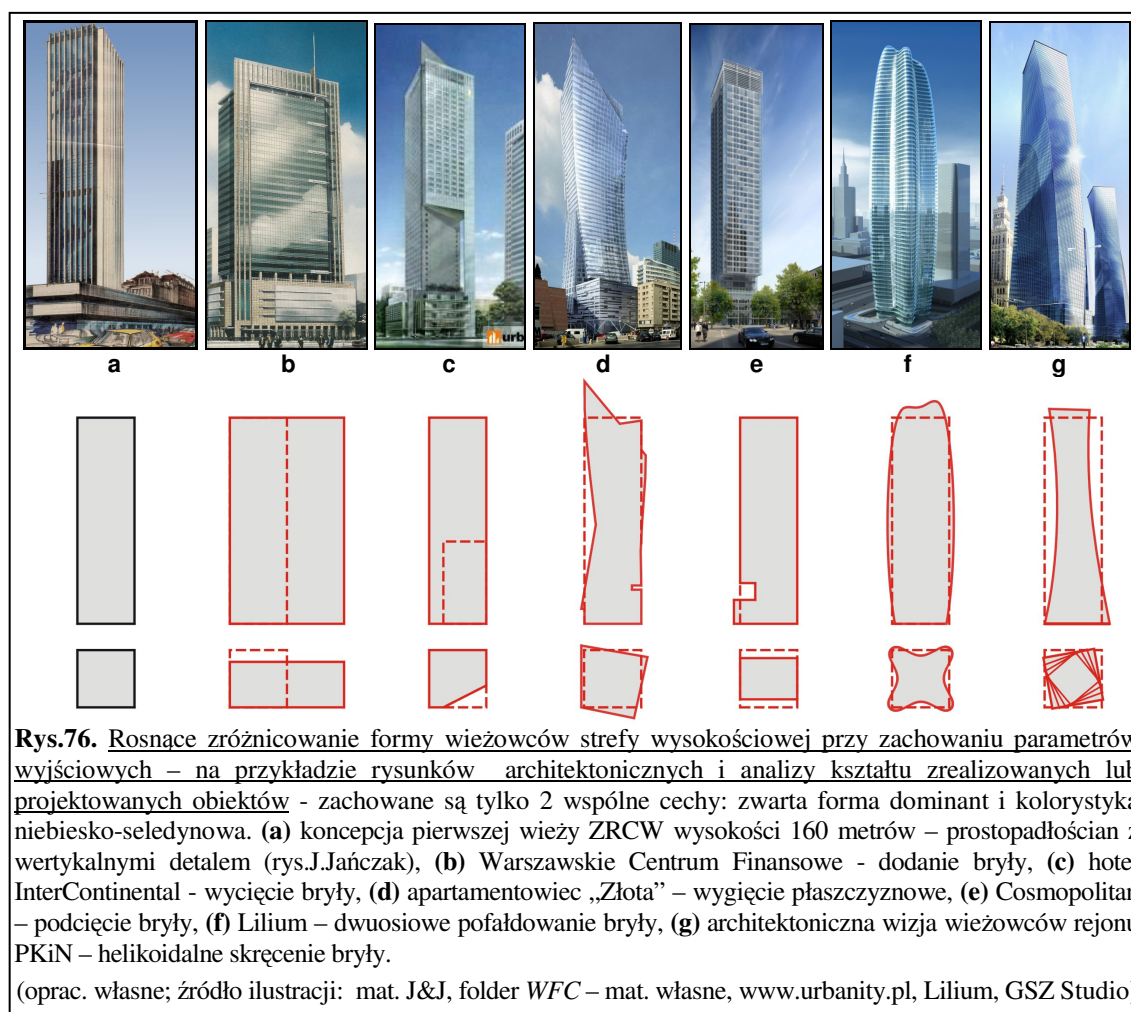 urb
a b c d e f g
Rys.76. Rosnące zróżnicowanie formy wieżowców strefy wysokościowej przy zachowaniu parametrów
wyjściowych – na przykładzie rysunków architektonicznych i analizy kształtu zrealizowanych lub
projektowanych obiektów - zachowane są tylko 2 wspólne cechy: zwarta forma dominant i kolorystyka
niebiesko-seledynowa. (a) koncepcja pierwszej wieży ZRCW wysokości 160 metrów – prostopadłościan z
wertykalnymi detalem (rys.J.Jańczak), (b) Warszawskie Centrum Finansowe - dodanie bryły, (c) hote
InterContinental - wycięcie bryły, (d) apartamentowiec „Złota” – wygięcie płaszczyznowe, (e) Cosmopolitan
– podcięcie bryły, (f) Lilium – dwuosiowe pofałdowanie bryły, (g) architektoniczna wizja wieżowców rejonu
PKiN – helikoidalne skręcenie bryły.
(oprac. własne; źródło ilustracji: mat. J&J, folder WFC – mat. własne, www.urbanity.pl, Lilium, GSZ Studio)